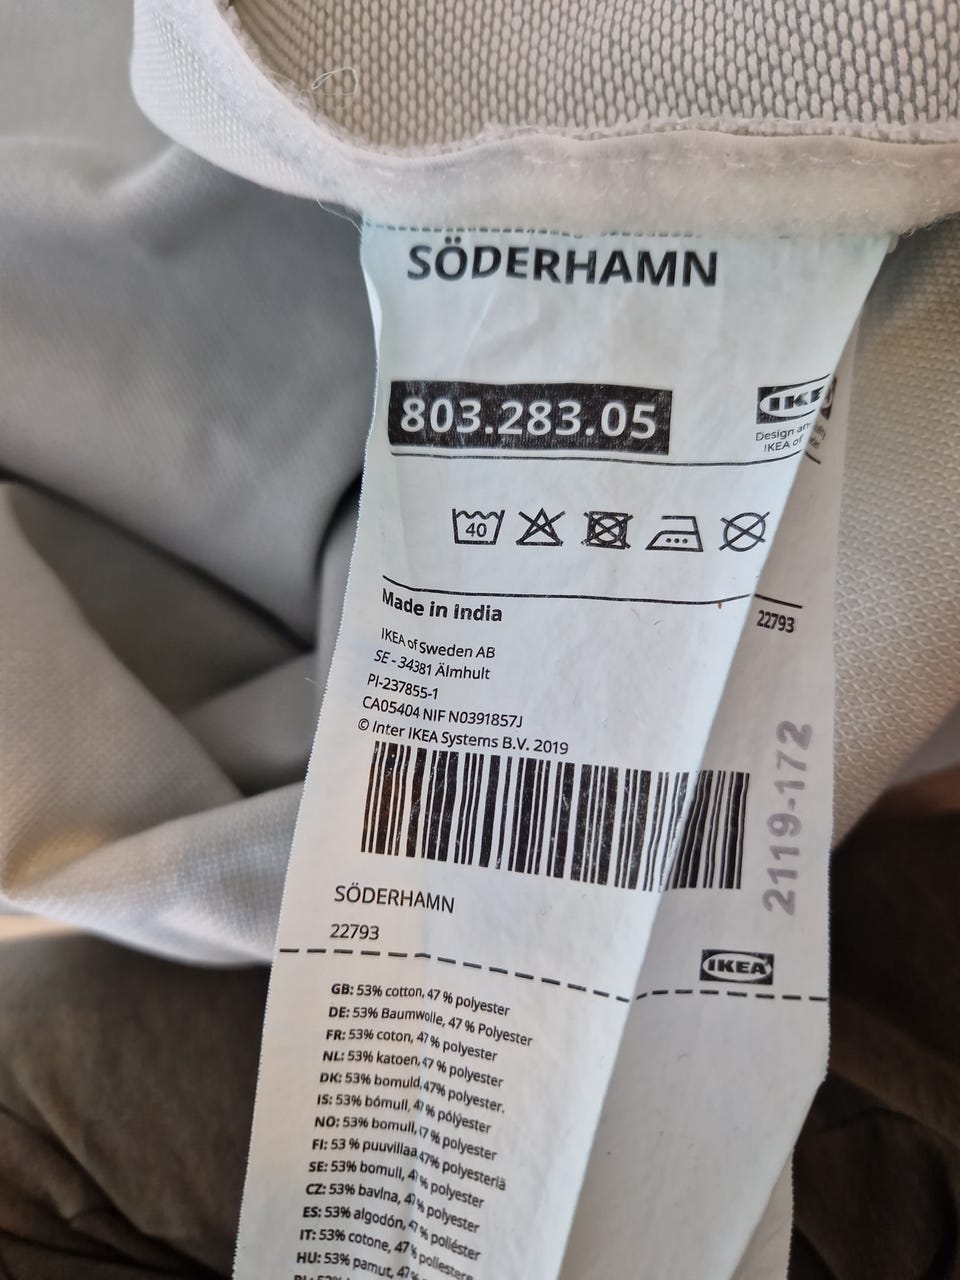 SÖDERHAMN
803.283.05
IKE
Design an
IKEA of
40
Made in India
22793
IKEA of Sweden AB
SE - 34381 Älmhult
PI-237855-1
CA05404 NIF N0391857J
© Inter IKEA Systems B.V. 2019
2119-172
SÖDERHAMN
22793
IKEA
GB: 53% cotton, 47 % polyester
DE: 53% Baumwolle, 47 % Polyester
FR: 53% coton, 47 % polyester
NL: 53% katoen, 47 % polyester
DK: 53% bomuld, 47% polyester.
IS: 53% bómull, 47% pólýester
NO: 53% bomull, 47 % polyester
FI: 53 % puuvillaa, 47% polyesteriä
SE: 53% bomull, 47 % polyester
CZ: 53% bavlna, 47 % polyester
ES: 53% algodón, 47 % poliéster
IT: 53% cotone, 47 % poliestere
HU: 53% pamut, 47%